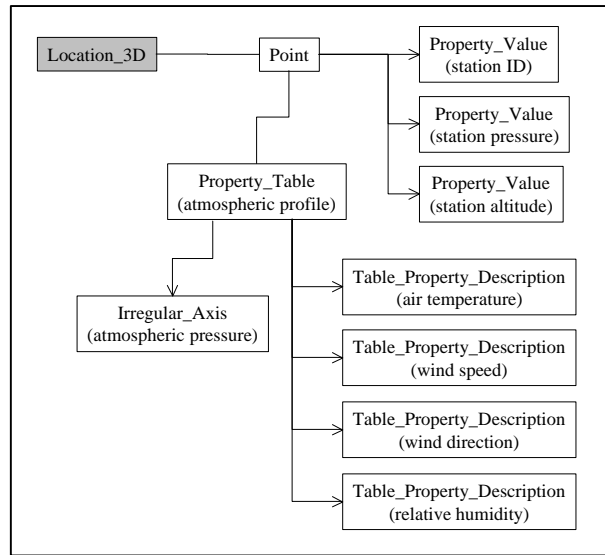 Location_3D
Point
Property_Value
(station ID)
Property_Value
(station pressure)
Property_Value
(station altitude)
Property_Table
(atmospheric profile)
Irregular_Axis
(atmospheric pressure)
Table_Property_Description
(air temperature)
Table_Property_Description
(wind speed)
Table_Property_Description
(wind direction)
Table_Property_Description
(relative humidity)